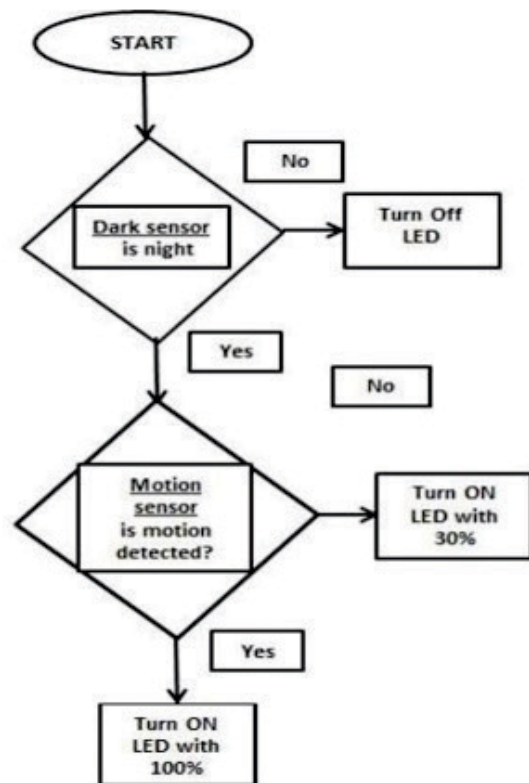 START
No
Dark sensor
is night
Turn Off
LED
Yes
No
Motion
sensor
is motion
detected?
Turn ON
LED with
30%
Yes
Turn ON
LED with
100%